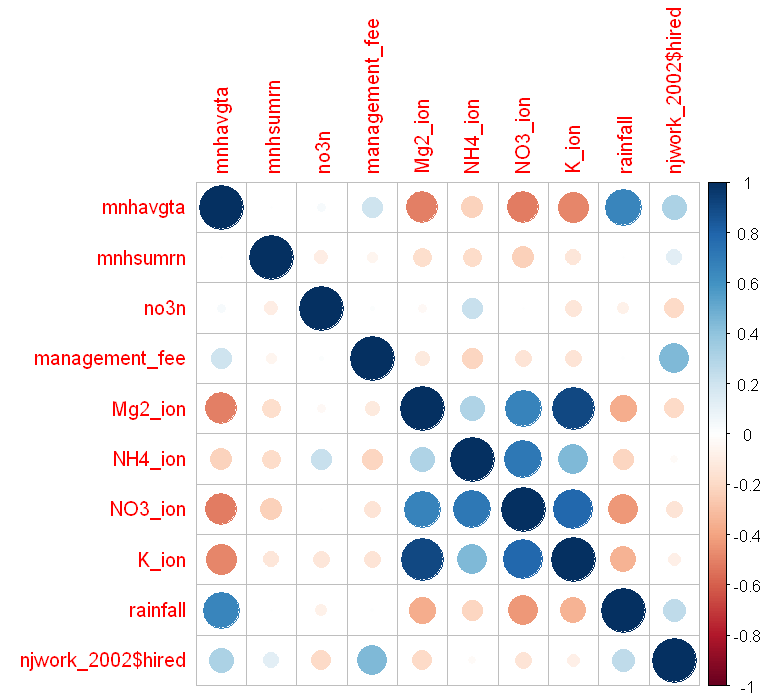 mnhavgta
mnhsumrn
no3n
management_fee
Mg2_ion
NH4_ion
NO3_ion
K_ion
rainfall
njwork_2002$hired
mnhavgta
mnhsumrn
no3n
management_fee
Mg2_ion
NH4_ion
NO3_ion
K_ion
rainfall
njwork_2002$hired
1
0.8
0.6
0.4
0.2
0
-0.2
-0.4
-0.6
-0.8
-1